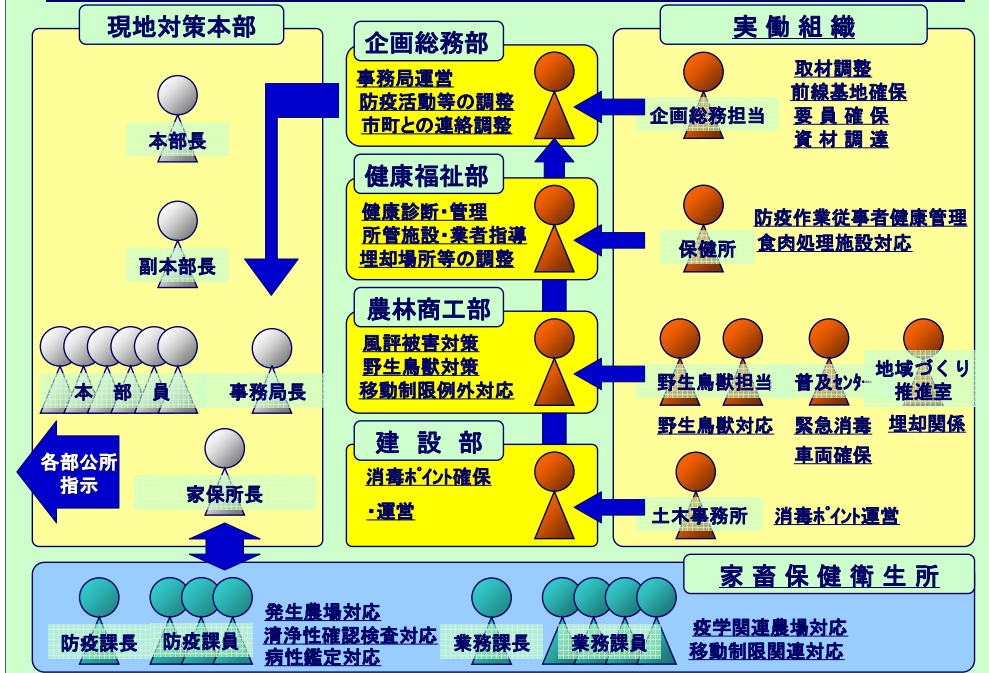 現地対策本部
本部長
副本部長
本部員
事務局長
各部公所
指示
家保所長
企画総務部
事務局運営
防疫活動等の調整
市町との連絡調整
健康福祉部
健康診断・管理
所管施設・業者指導
埋却場所等の調整
農林商工部
風評被害対策
野生鳥獣対策
移動制限例外対応
建設部
消毒ﾎﾟｲﾝﾄ確保
・運営
実働組織
企画総務担当
取材調整
前線基地確保
要員確保
資材調達
保健所
防疫作業従事者健康管理
食肉処理施設対応
野生鳥獣担当
野生鳥獣対応
普及ｾﾝﾀｰ
緊急消毒
車両確保
地域づくり
推進室
埋却関係
土木事務所
消毒ﾎﾟｲﾝﾄ運営
家畜保健衛生所
防疫課長
防疫課員
発生農場対応
清浄性確認検査対応
病性鑑定対応
業務課長
業務課員
疫学関連農場対応
移動制限関連対応